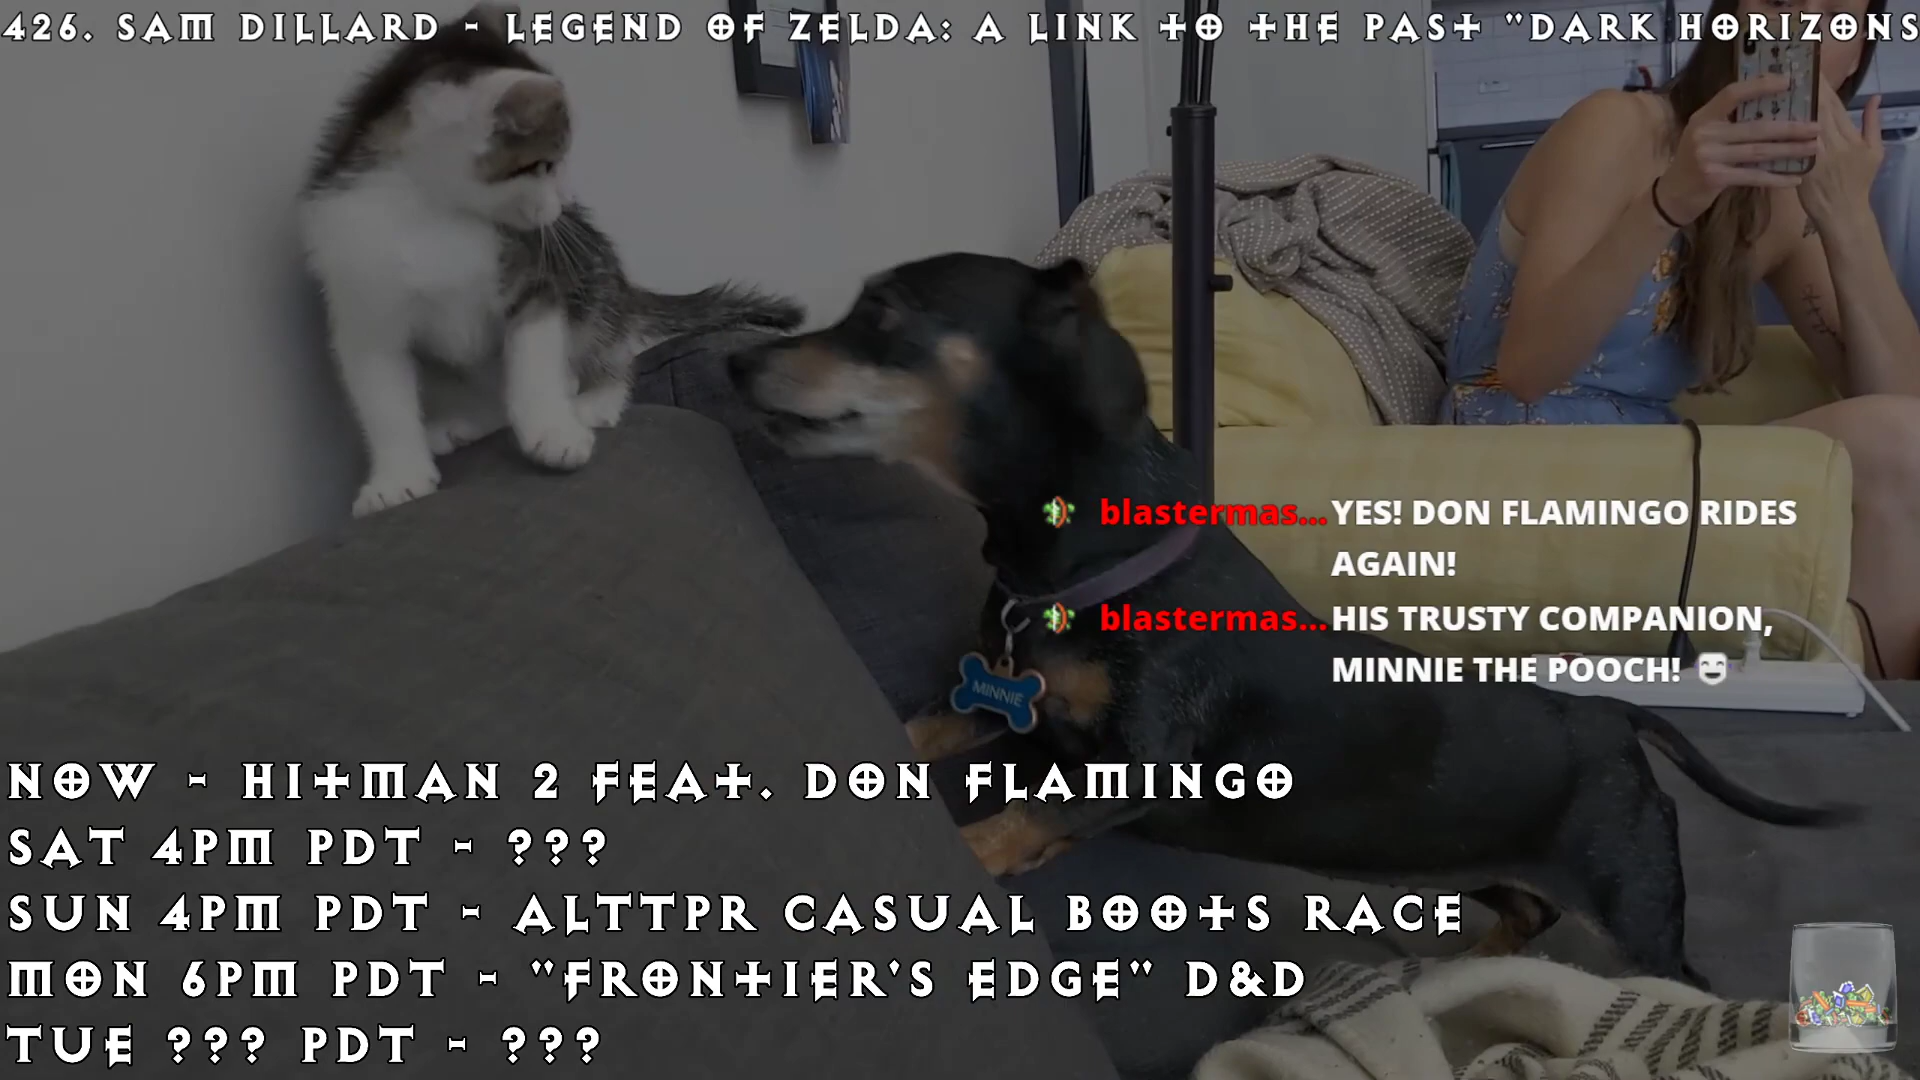 426. SAM DILLARD - LEGEND OF ZELDA: A LINK TO THE PAST "DARK HORIZONS
blastermas... YES! DON FLAMINGO RIDES
AGAIN!
blastermas... HIS TRUSTY COMPANION,
MINNIE THE POOCH!
MINNIE
NOW - HITMAN 2 FEAT. DON FLAMINGO
SAT 4PM PDT - ???
SUN 4PM PDT - ALTTPR CASUAL BOOTS RACE
MON 6PM PDT - "FRONTIER'S EDGE" D&D
TUE ??? PDT - ???